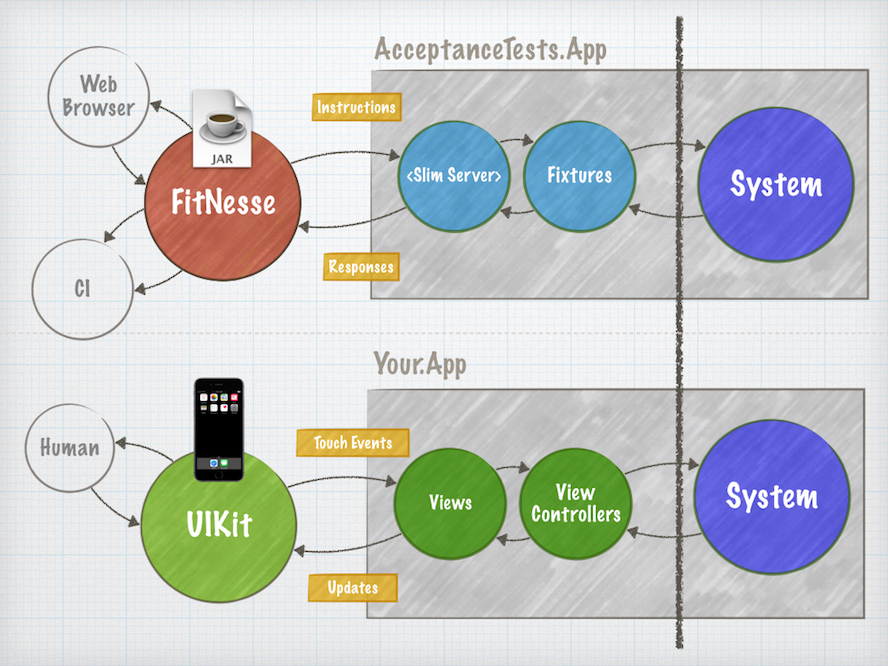 AcceptanceTests.App
Web
Browser
JAR
Instructions
FitNesse
<Slim Server>
Fixtures
System
Responses
CI
Your.App
Human
Touch Events
UIKit
Views
View
Controllers
System
Updates